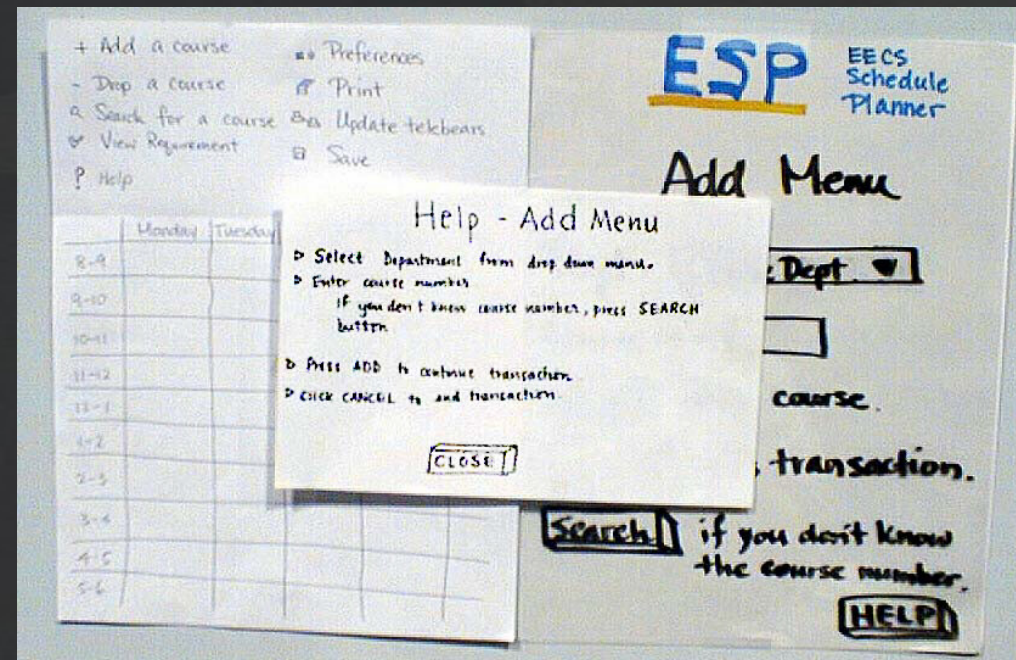 + Add a course
- Drop a course
Search for a course
View Requirement
? Help
Preferences
Print
Update telebears
Save
Monday Tuesday
8-9
9-10
10-11
11-12
12-1
1-2
2-3
3-4
4-5
5-6
Help - Add Menu
▷ Select Department from drop down menu.
▷ Enter course number
if you don't know course number, press SEARCH
button.
▷ Press ADD to continue transaction
▷ Click CANCEL to end transaction.
CLOSE
ESP
EECS
Schedule
Planner
Add Menu
Dept. ▼
course.
transaction.
Search if you don't know
the course number.
HELP